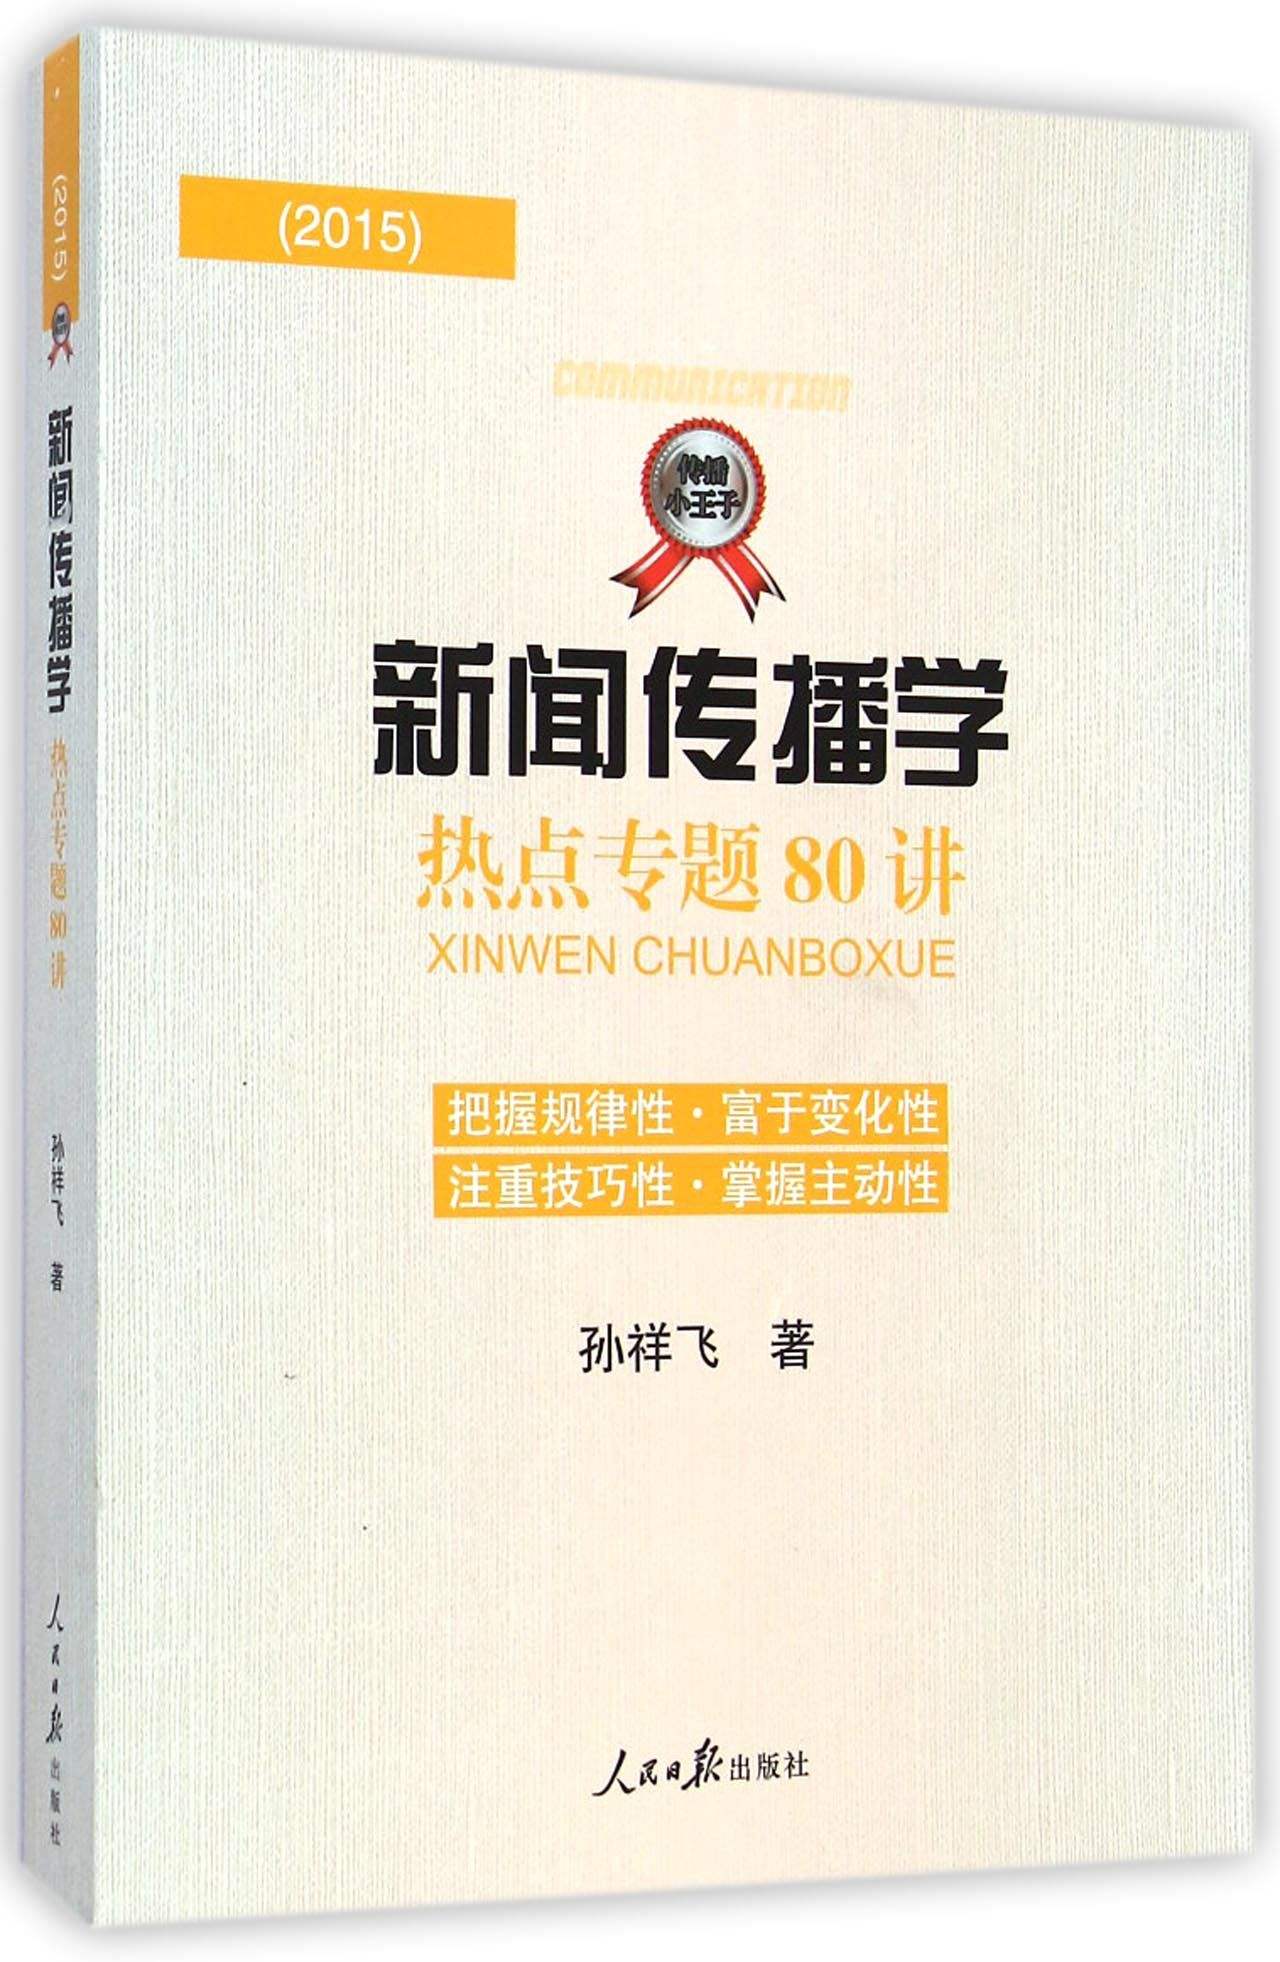 (2015)
COMMUNICATION
传播
小王子
新闻传播学
热点专题80讲
XINWEN CHUANBOXUE
把握规律性·富于变化性
注重技巧性·掌握主动性
孙祥飞 著
人民日报出版社
(2015)
新闻传播学
热点专题80讲
孙祥飞 著
人民日报出版社